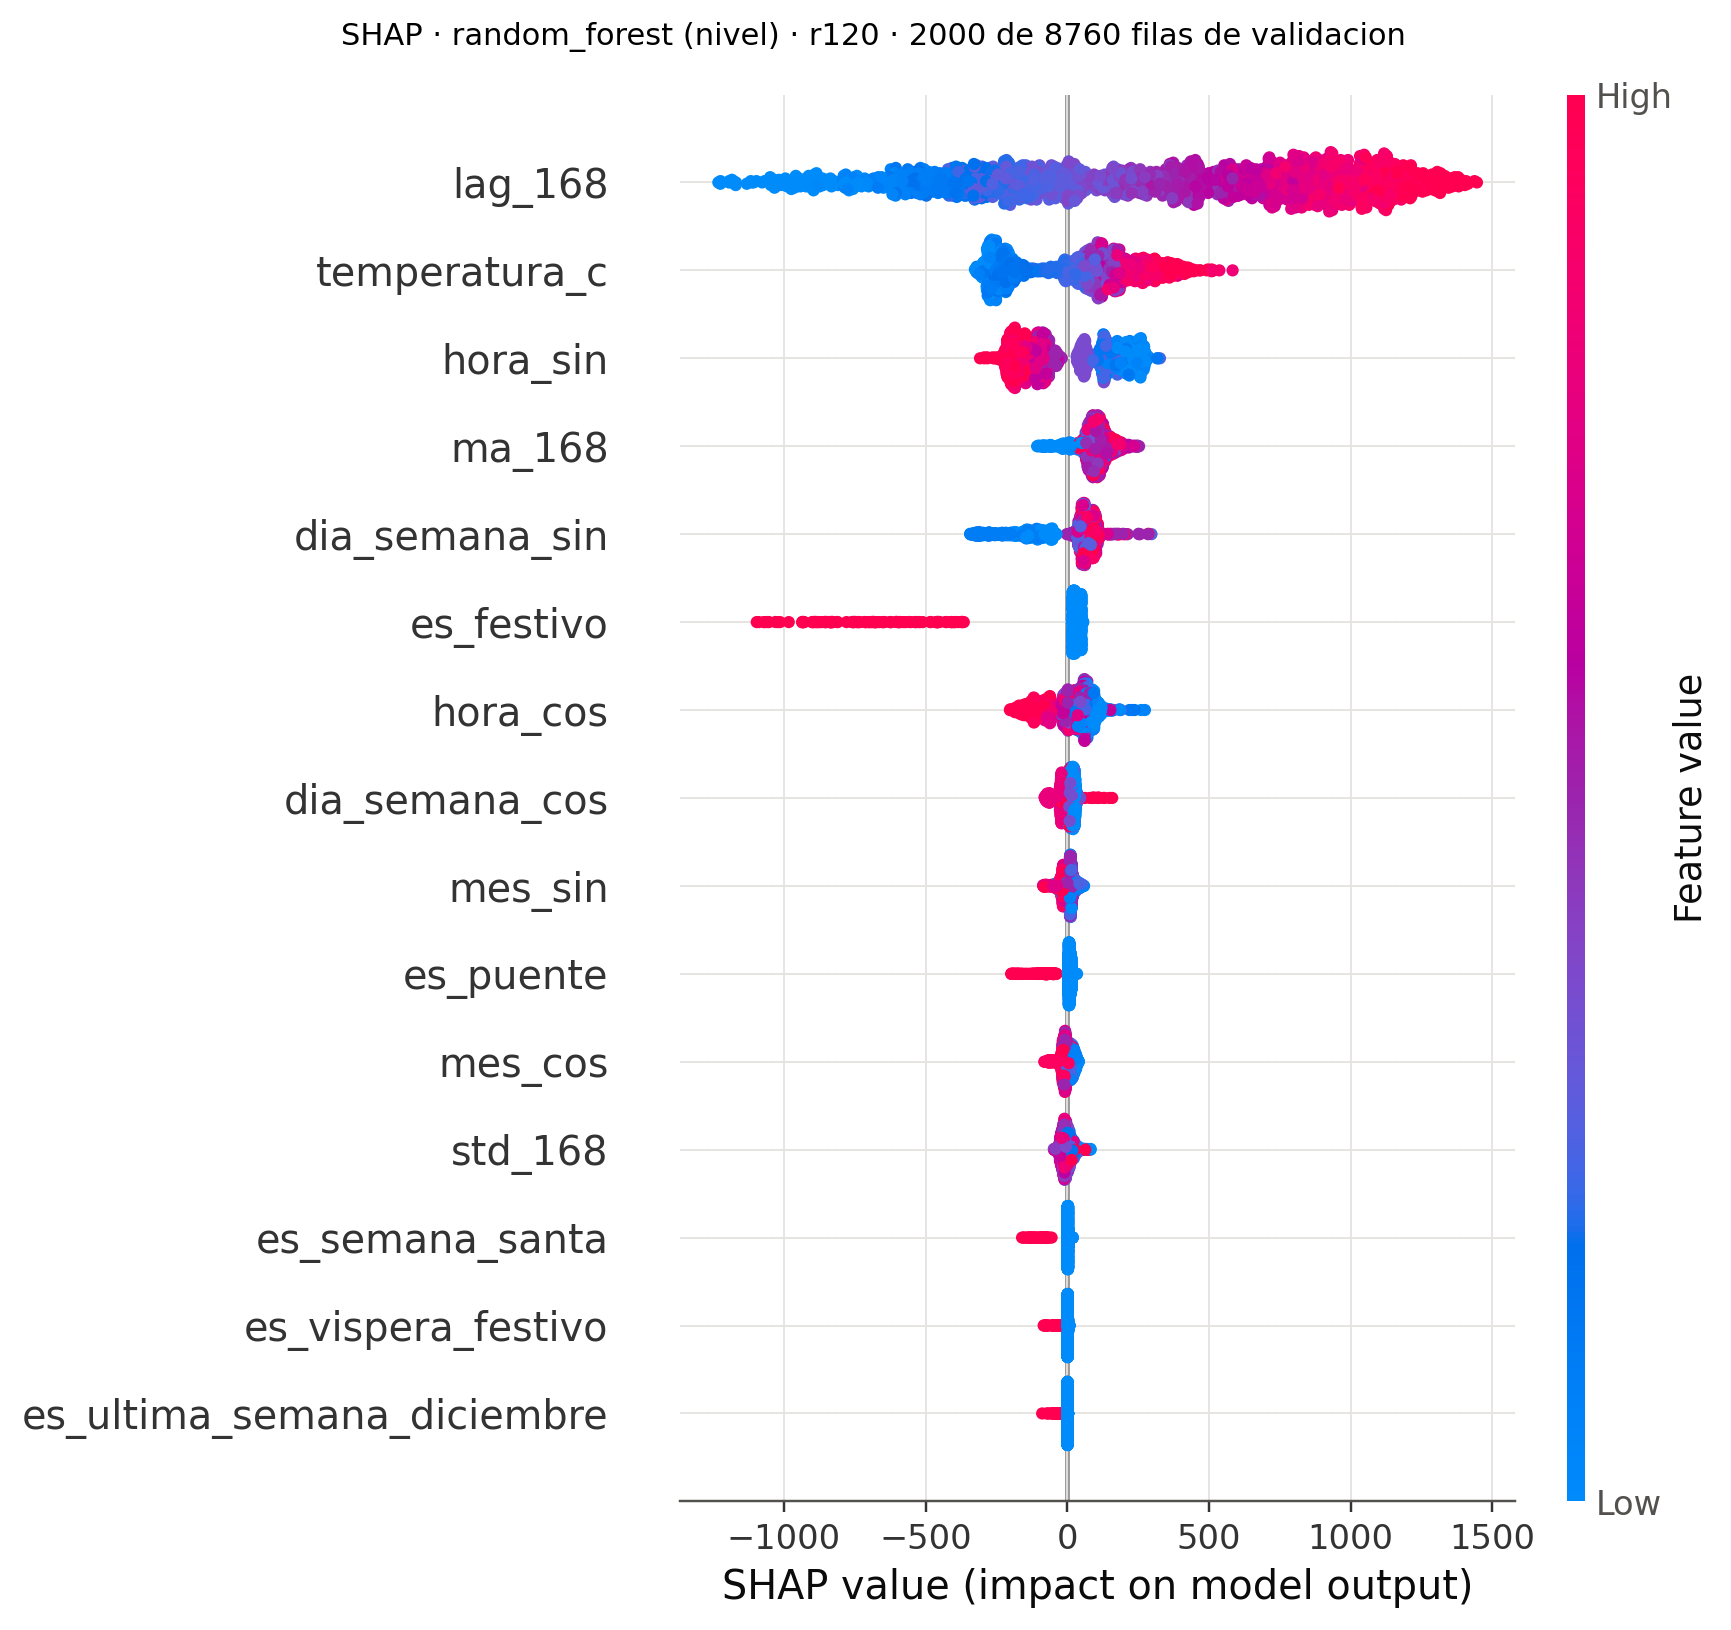 SHAP · random_forest (nivel) · r120 · 2000 de 8760 filas de validacion
High
lag_168
temperatura_c
hora_sin
ma_168
dia_semana_sin
es_festivo
hora_cos
dia_semana_cos
mes_sin
es_puente
mes_cos
std_168
es_semana_santa
es_vispera_festivo
es_ultima_semana_diciembre
Feature value
Low
−1000 −500 0 500 1000 1500
SHAP value (impact on model output)